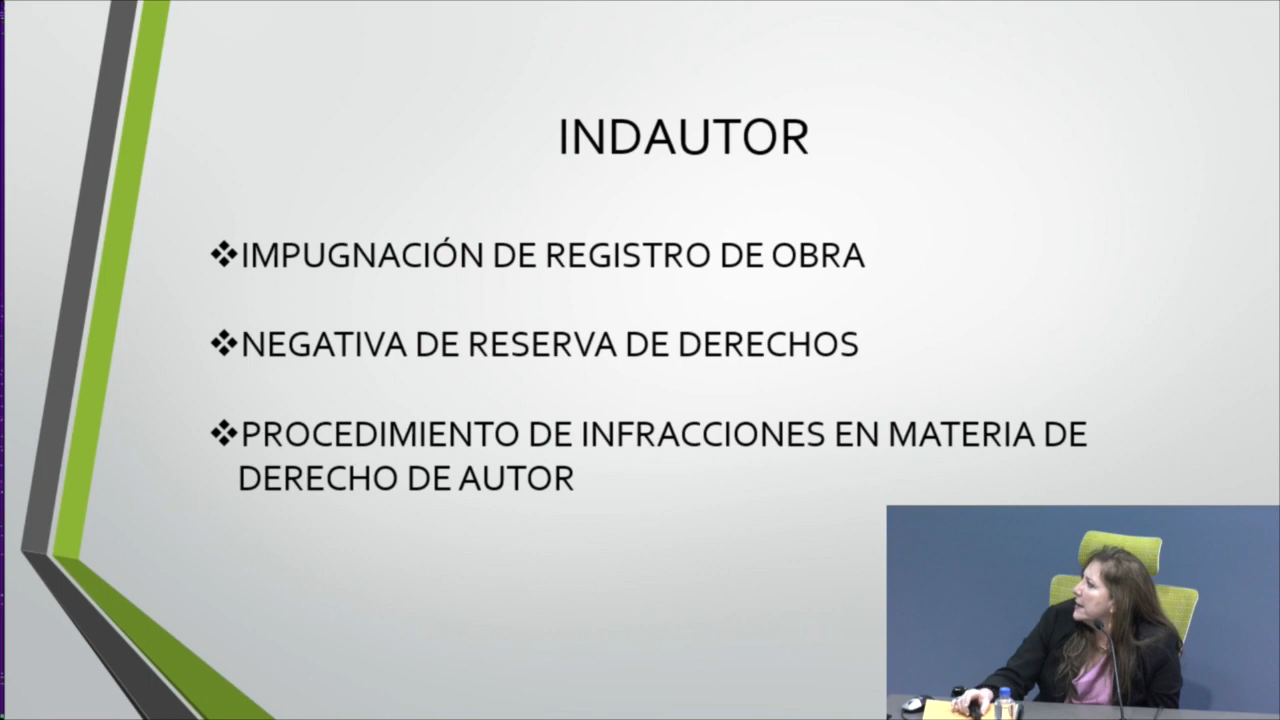 INDAUTOR
❖IMPUGNACIÓN DE REGISTRO DE OBRA
❖NEGATIVA DE RESERVA DE DERECHOS
❖PROCEDIMIENTO DE INFRACCIONES EN MATERIA DE
DERECHO DE AUTOR